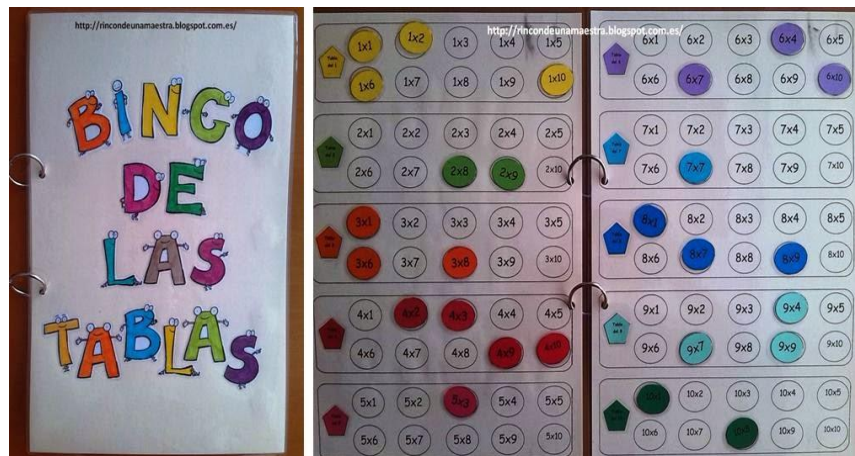 http://rincondeunamaestra.blogspot.com.es/
BINGO
DE
LAS
TABLAS
http://rincondeunamaestra.blogspot.com.es/
1x1 1x2 1x3 1x4 1x5
1x6 1x7 1x8 1x9 1x10
2x1 2x2 2x3 2x4 2x5
2x6 2x7 2x8 2x9 2x10
3x1 3x2 3x3 3x4 3x5
3x6 3x7 3x8 3x9 3x10
4x1 4x2 4x3 4x4 4x5
4x6 4x7 4x8 4x9 4x10
5x1 5x2 5x3 5x4 5x5
5x6 5x7 5x8 5x9 5x10
6x1 6x2 6x3 6x4 6x5
6x6 6x7 6x8 6x9 6x10
7x1 7x2 7x3 7x4 7x5
7x6 7x7 7x8 7x9 7x10
8x1 8x2 8x3 8x4 8x5
8x6 8x7 8x8 8x9 8x10
9x1 9x2 9x3 9x4 9x5
9x6 9x7 9x8 9x9 9x10
10x1 10x2 10x3 10x4 10x5
10x6 10x7 10x9 10x10